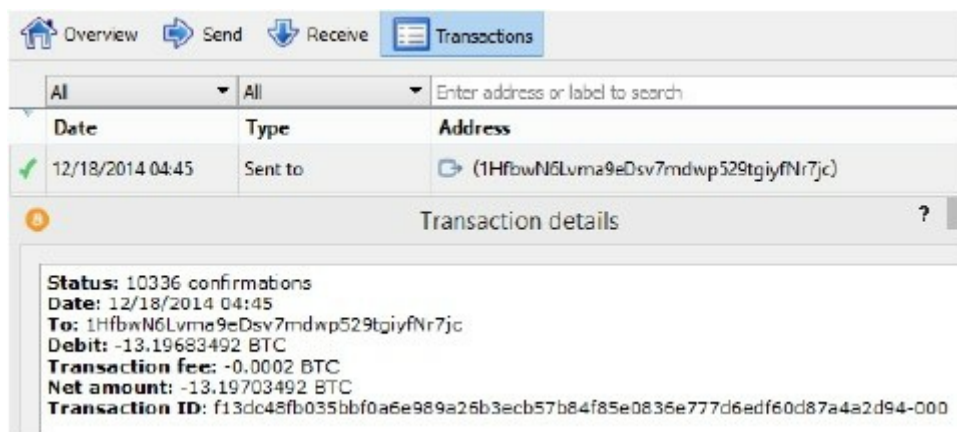 Overview Send Receive Transactions
All All Enter address or label to search
Date Type Address
12/18/2014 04:45 Sent to (1HfbwN6Lvma9eDsv7mdwp529tgiyfNr7jc)
Transaction details ?
Status: 10336 confirmations
Date: 12/18/2014 04:45
To: 1HfbwN6Lvma9eDsv7mdwp529tgiyfNr7jc
Debit: -13.19683492 BTC
Transaction fee: -0.0002 BTC
Net amount: -13.19703492 BTC
Transaction ID: f13dc48fb035bbf0a6e989a26b3ecb57b84f85e0836e777d6edf60d87a4a2d94-000